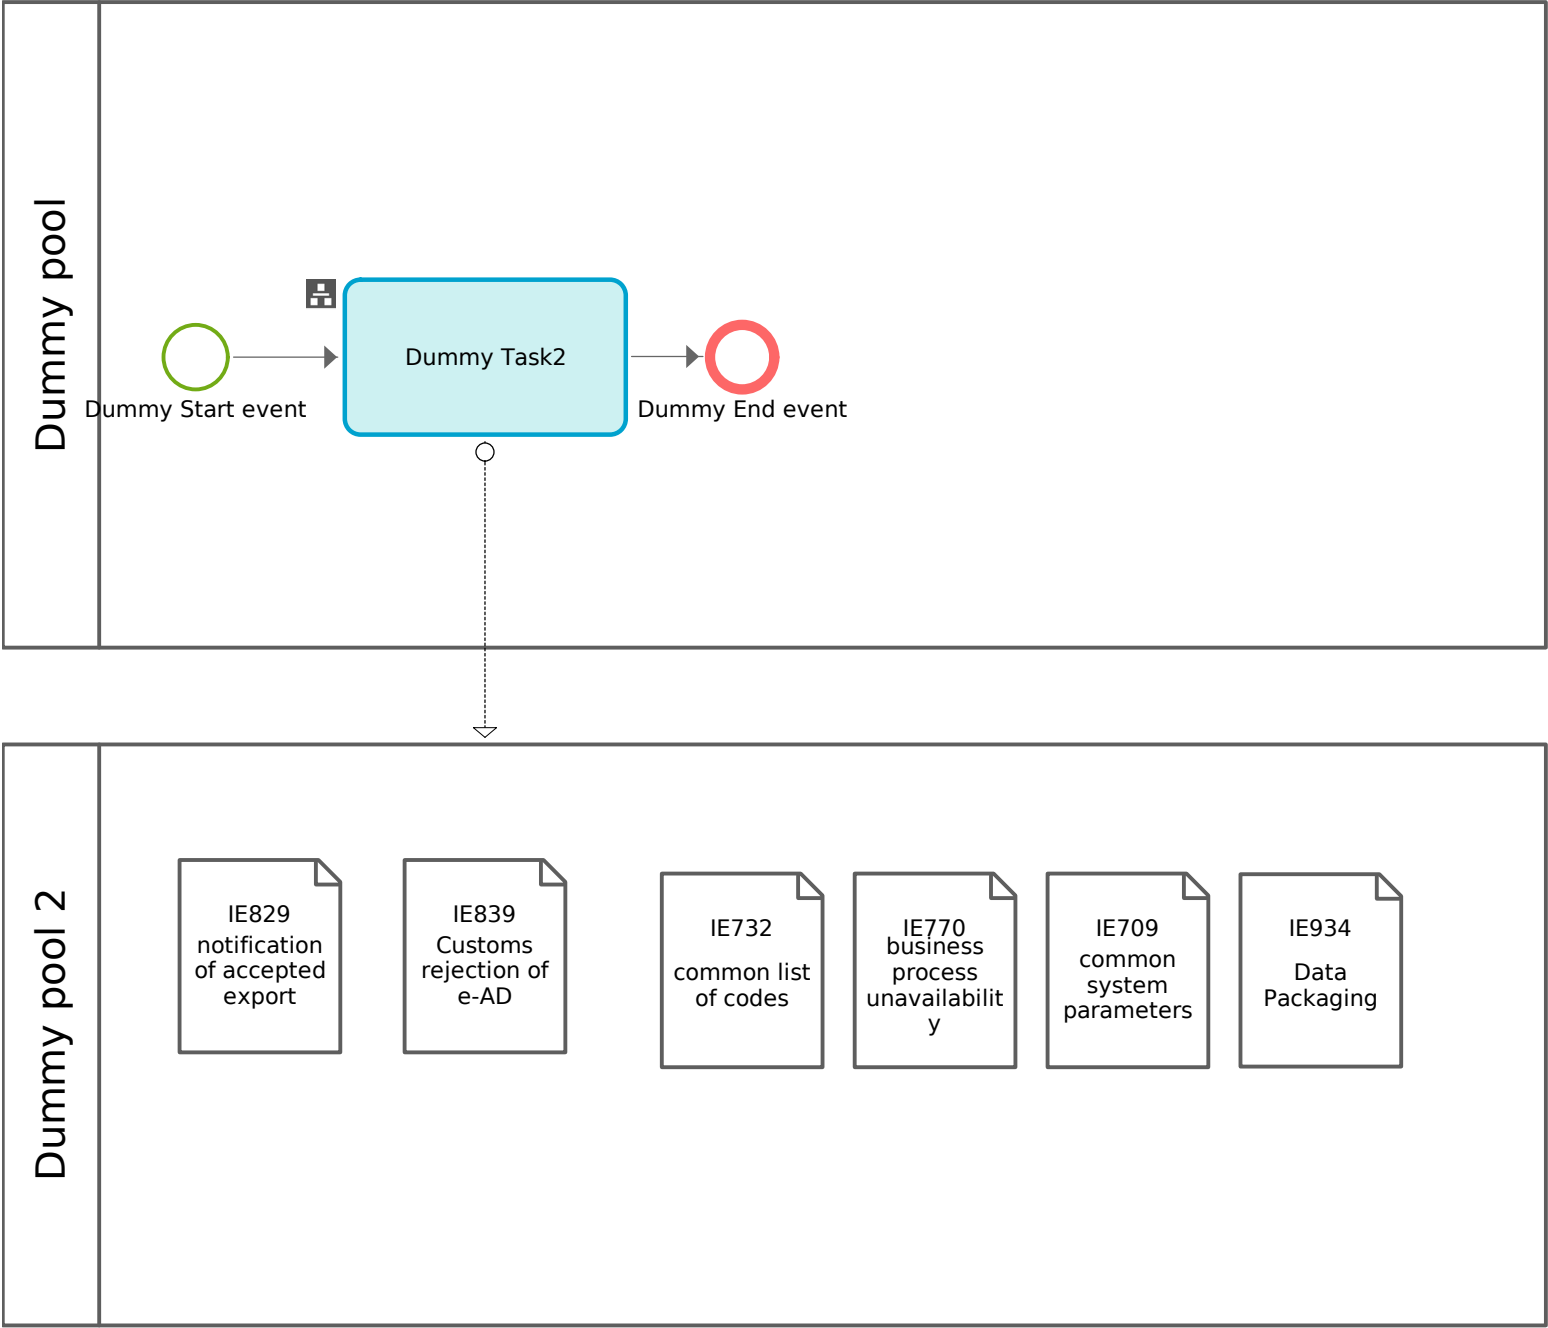 Dummy pool
Dummy Task2
Dummy Start event
Dummy End event
Dummy pool 2
IE829
notification
of accepted
export
IE839
Customs
rejection of
e-AD
IE732
common list
of codes
IE770
business
process
unavailabilit
y
IE709
common
system
parameters
IE934
Data
Packaging